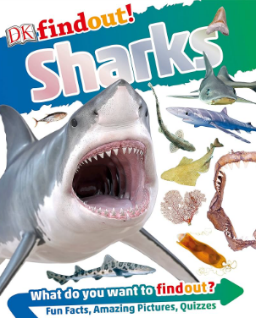 DK findout!
Sharks
What do you want to findout?
Fun Facts, Amazing Pictures, Quizzes